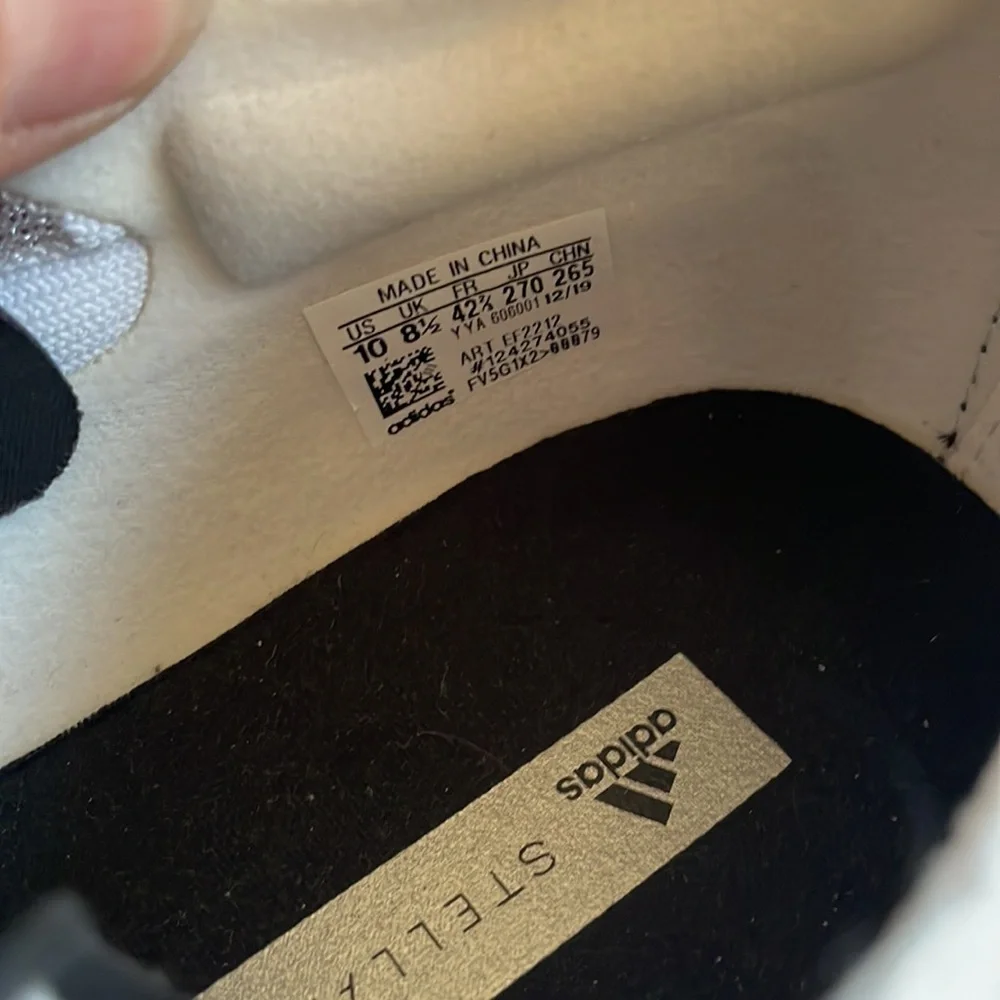 MADE IN CHINA
US UK FR JP CHN
10 8½ 42⅔ 270 265
YYA 606001 12/19
ART EF2212
#124274055
FV5G1X2>00079
adidas
adidas
STELL